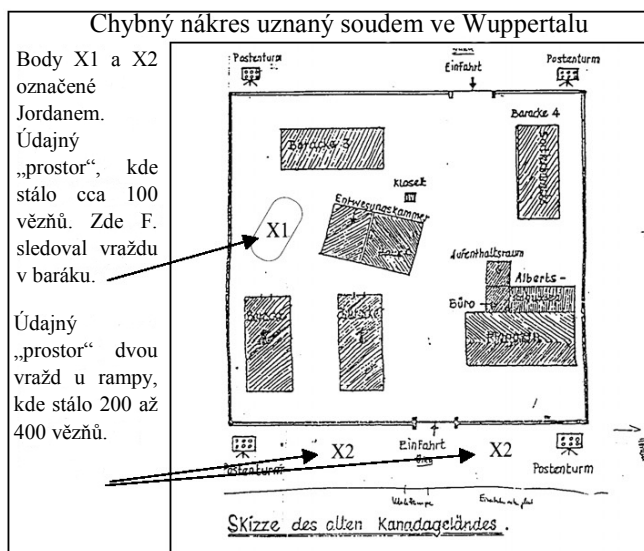 Chybný nákres uznaný soudem ve Wuppertalu
Body X1 a X2
označené
Jordanem.
Údajný
„prostor“, kde
stálo cca 100
vězňů. Zde F.
sledoval vraždu
v baráku.
Údajný
„prostor“ dvou
vražd u rampy,
kde stálo 200 až
400 vězňů.
Postenturm
Einfahrt
Postenturm
Baracke 3
Baracke 4
Klosett
Entwesungskammer
X1
Aufenthaltsraum
Alberts-
Büro
Baracke
Baracke
X2
Einfahrt
X2
Postenturm
Postenturm
Skizze des alten Kanadageländes.